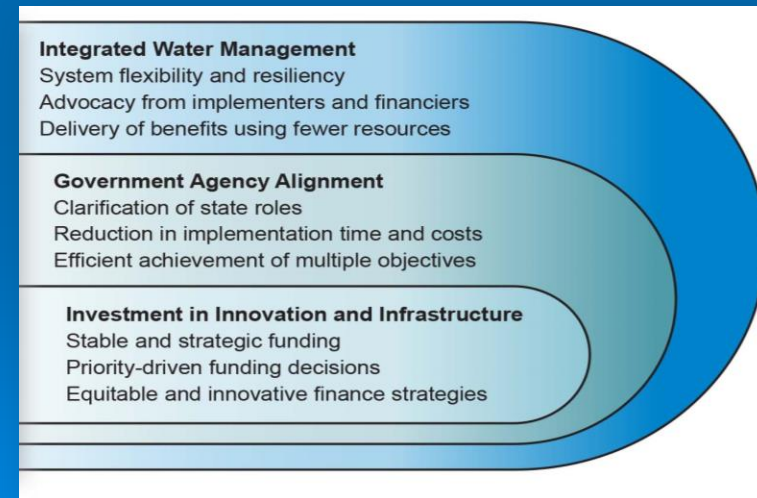 Integrated Water Management
System flexibility and resiliency
Advocacy from implementers and financiers
Delivery of benefits using fewer resources
Government Agency Alignment
Clarification of state roles
Reduction in implementation time and costs
Efficient achievement of multiple objectives
Investment in Innovation and Infrastructure
Stable and strategic funding
Priority-driven funding decisions
Equitable and innovative finance strategies